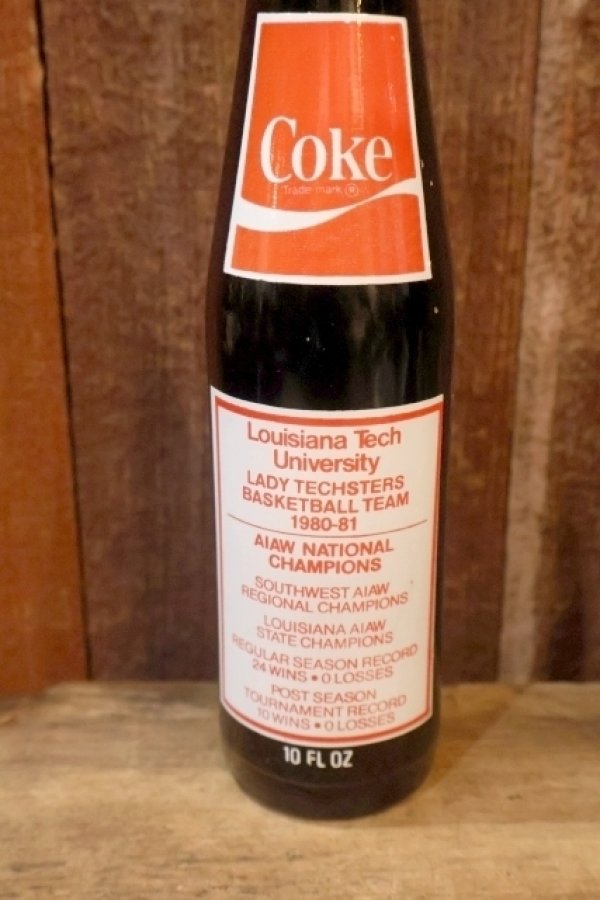 Coke
Trade-mark ®
Louisiana Tech
University
LADY TECHSTERS
BASKETBALL TEAM
1980-81
AIAW NATIONAL
CHAMPIONS
SOUTHWEST AIAW
REGIONAL CHAMPIONS
LOUISIANA AIAW
STATE CHAMPIONS
REGULAR SEASON RECORD
24 WINS • 0 LOSSES
POST SEASON
TOURNAMENT RECORD
10 WINS • 0 LOSSES
10 FL OZ